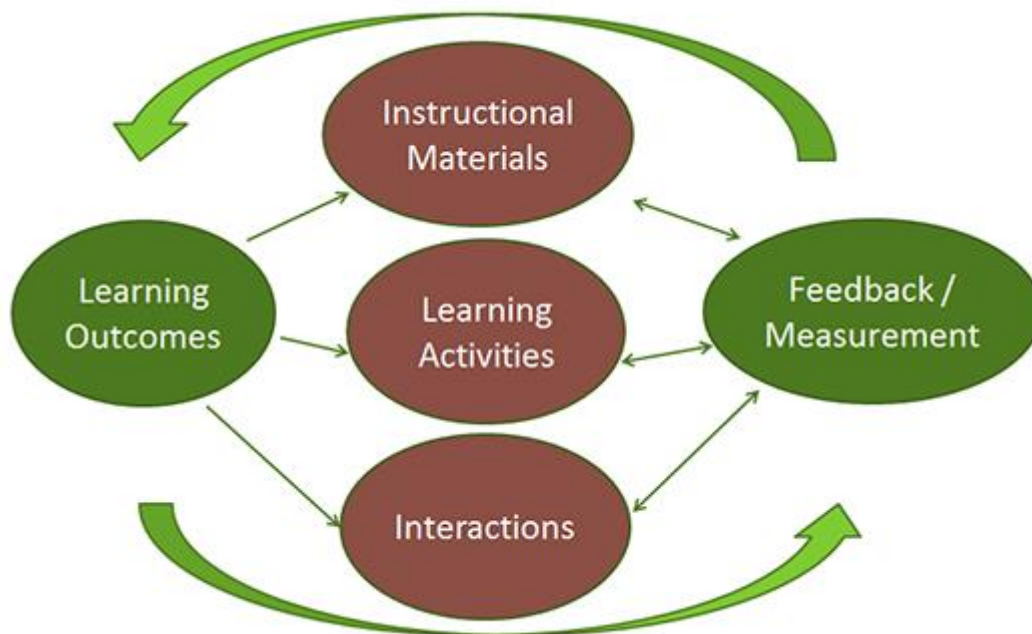 Instructional
Materials
Learning
Outcomes
Learning
Activities
Feedback /
Measurement
Interactions